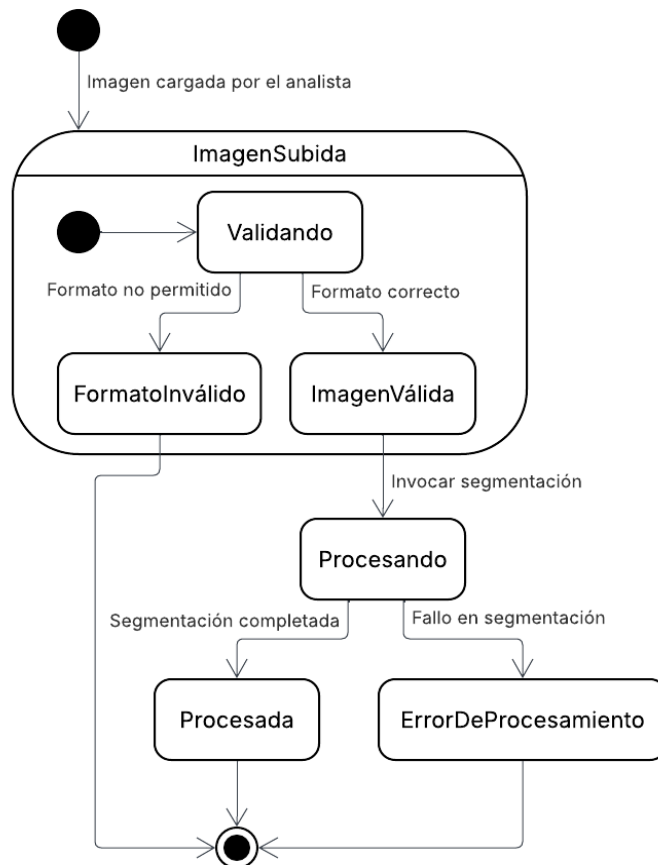 Imagen cargada por el analista
ImagenSubida
Validando
Formato no permitido
Formato correcto
FormatoInválido
ImagenVálida
Invocar segmentación
Procesando
Segmentación completada
Fallo en segmentación
Procesada
ErrorDeProcesamiento